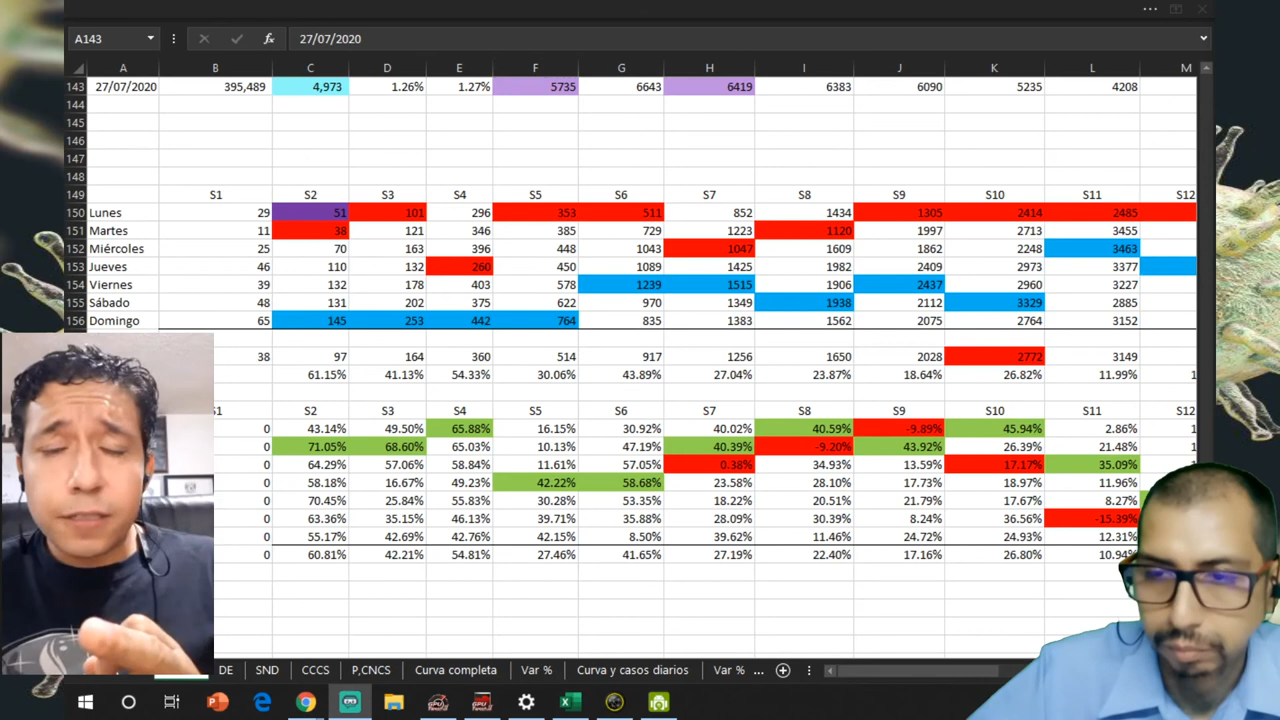 A143 27/07/2020
A B C D E F G H I J K L M
143 27/07/2020 395,489 4,973 1.26% 1.27% 5735 6643 6419 6383 6090 5235 4208
144
145
146
147
148
149 S1 S2 S3 S4 S5 S6 S7 S8 S9 S10 S11 S12
150 Lunes 29 51 101 296 353 511 852 1434 1305 2414 2485
151 Martes 11 38 121 346 385 729 1223 1120 1997 2713 3455
152 Miércoles 25 70 163 396 448 1043 1047 1609 1862 2248 3463
153 Jueves 46 110 132 260 450 1089 1425 1982 2409 2973 3377
154 Viernes 39 132 178 403 578 1239 1515 1906 2437 2960 3227
155 Sábado 48 131 202 375 622 970 1349 1938 2112 3329 2885
156 Domingo 65 145 253 442 764 835 1383 1562 2075 2764 3152
38 97 164 360 514 917 1256 1650 2028 2772 3149
61.15% 41.13% 54.33% 30.06% 43.89% 27.04% 23.87% 18.64% 26.82% 11.99% 1
S1 S2 S3 S4 S5 S6 S7 S8 S9 S10 S11 S12
0 43.14% 49.50% 65.88% 16.15% 30.92% 40.02% 40.59% -9.89% 45.94% 2.86% 1
0 71.05% 68.60% 65.03% 10.13% 47.19% 40.39% -9.20% 43.92% 26.39% 21.48%
0 64.29% 57.06% 58.84% 11.61% 57.05% 0.38% 34.93% 13.59% 17.17% 35.09%
0 58.18% 16.67% 49.23% 42.22% 58.68% 23.58% 28.10% 17.73% 18.97% 11.96%
0 70.45% 25.84% 55.83% 30.28% 53.35% 18.22% 20.51% 21.79% 17.67% 8.27%
0 63.36% 35.15% 46.13% 39.71% 35.88% 28.09% 30.39% 8.24% 36.56% -15.39%
0 55.17% 42.69% 42.76% 42.15% 8.50% 39.62% 11.46% 24.72% 24.93% 12.31%
0 60.81% 42.21% 54.81% 27.46% 41.65% 27.19% 22.40% 17.16% 26.80% 10.94%
DE SND CCCS P,CNCS Curva completa Var % Curva y casos diarios Var % ...